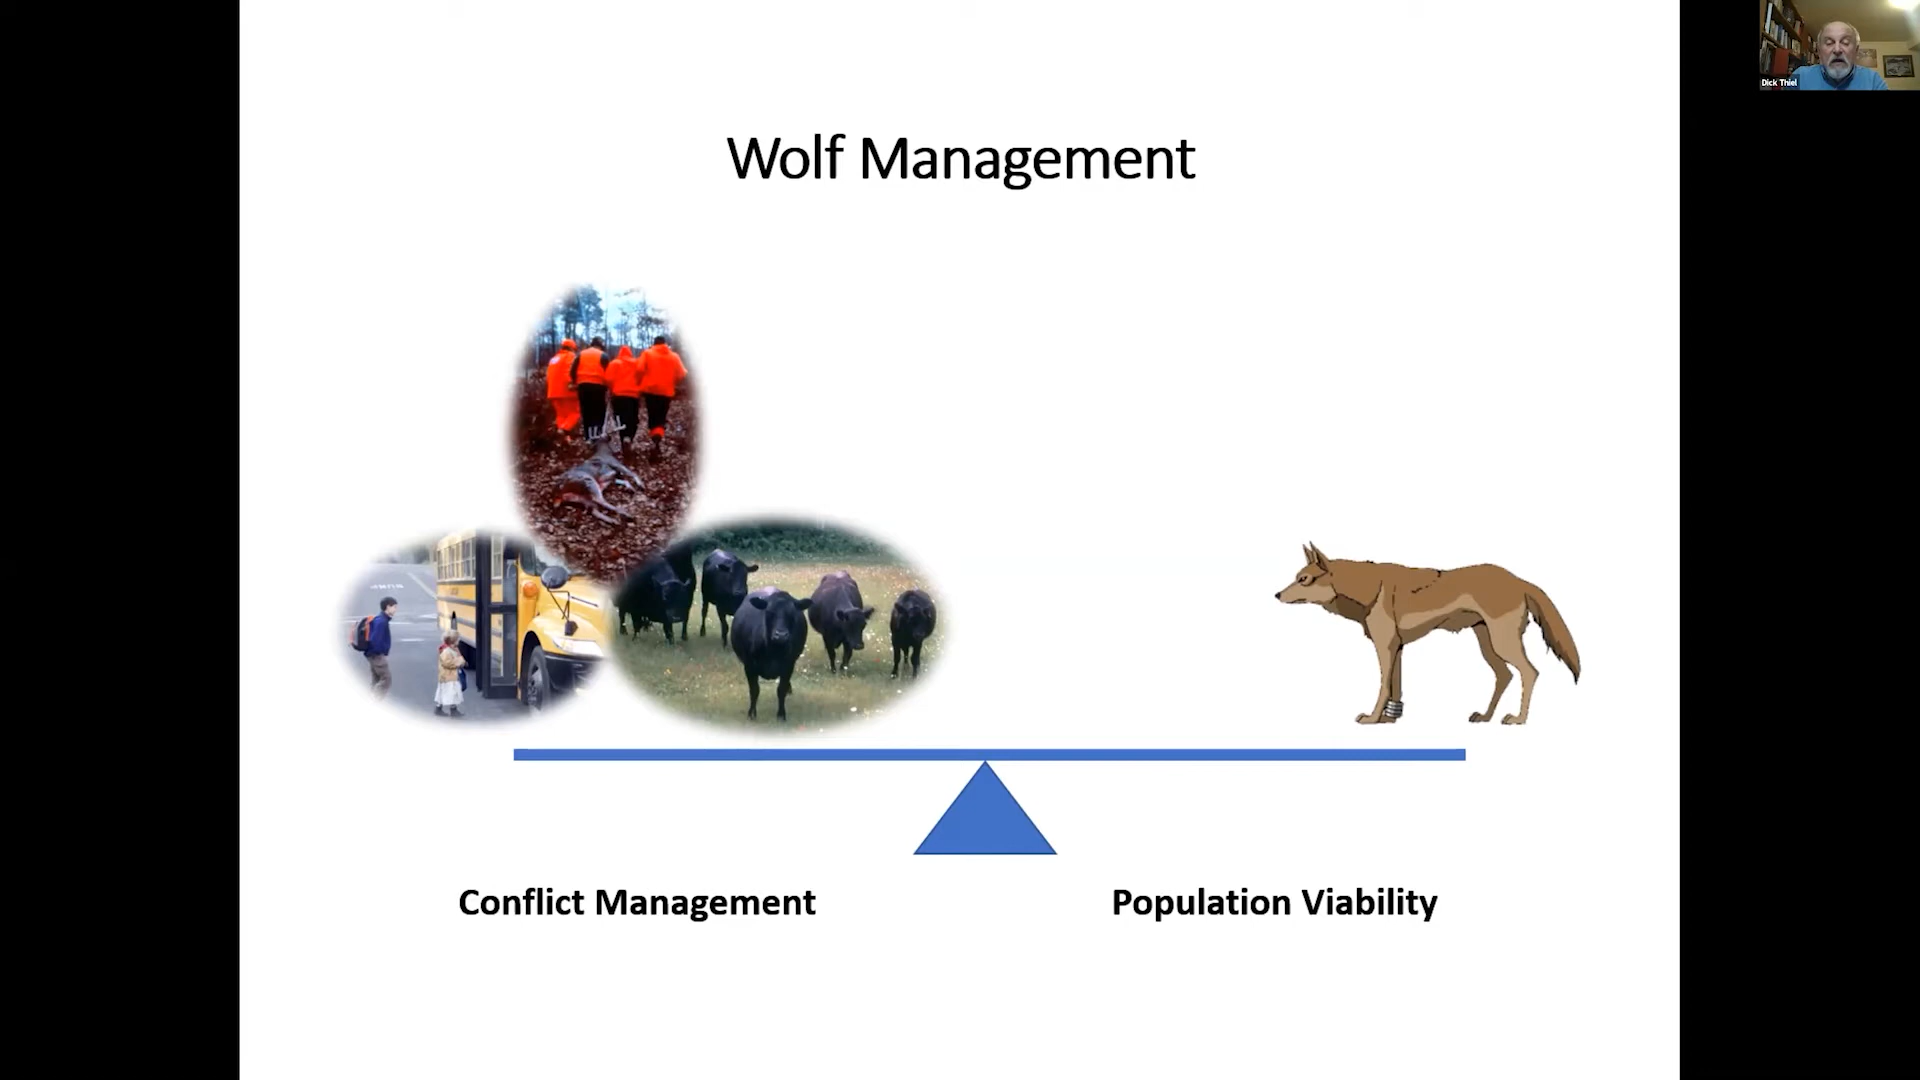 Wolf Management
Dick Thiel
Conflict Management
Population Viability